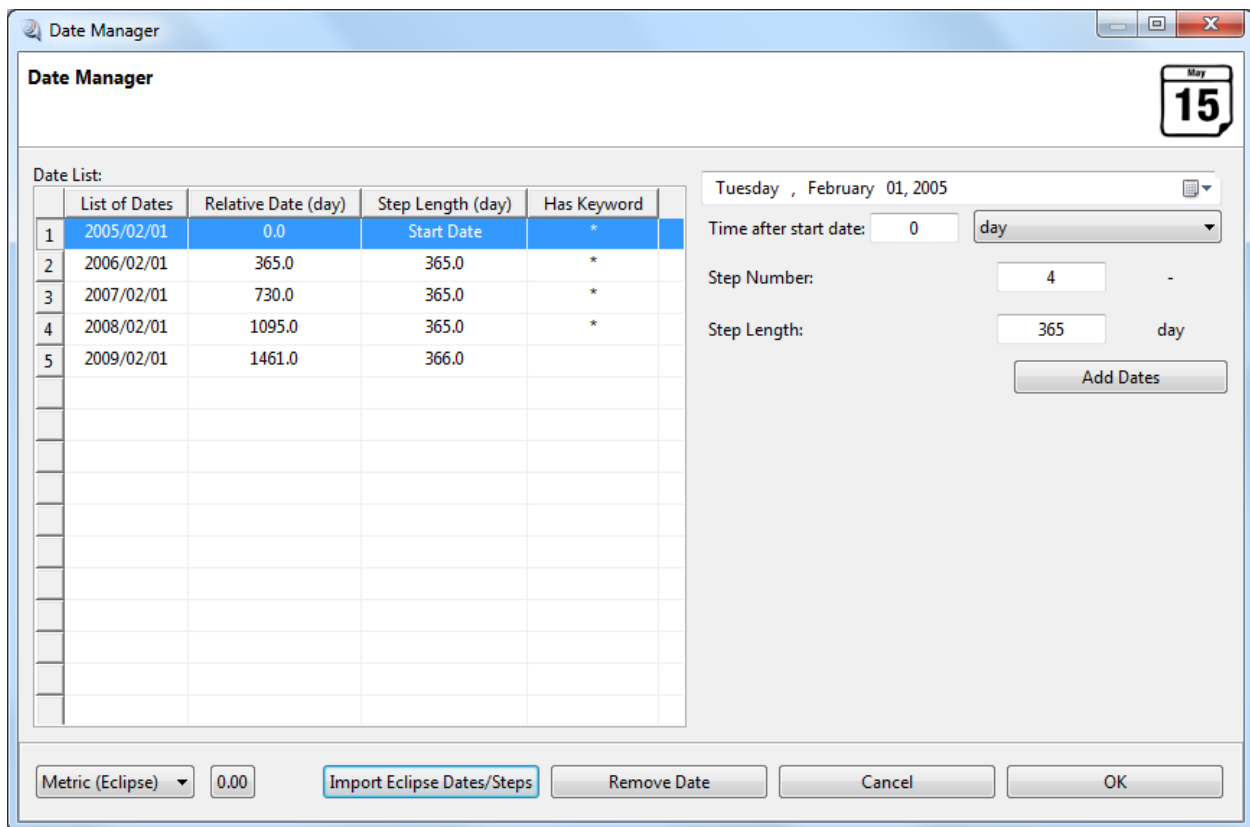 Date Manager
Date Manager
May
15
Date List:
List of Dates Relative Date (day) Step Length (day) Has Keyword
1 2005/02/01 0.0 Start Date *
2 2006/02/01 365.0 365.0 *
3 2007/02/01 730.0 365.0 *
4 2008/02/01 1095.0 365.0 *
5 2009/02/01 1461.0 366.0
Tuesday , February 01, 2005
Time after start date: 0 day
Step Number: 4 -
Step Length: 365 day
Add Dates
Metric (Eclipse) 0.00 Import Eclipse Dates/Steps Remove Date Cancel OK